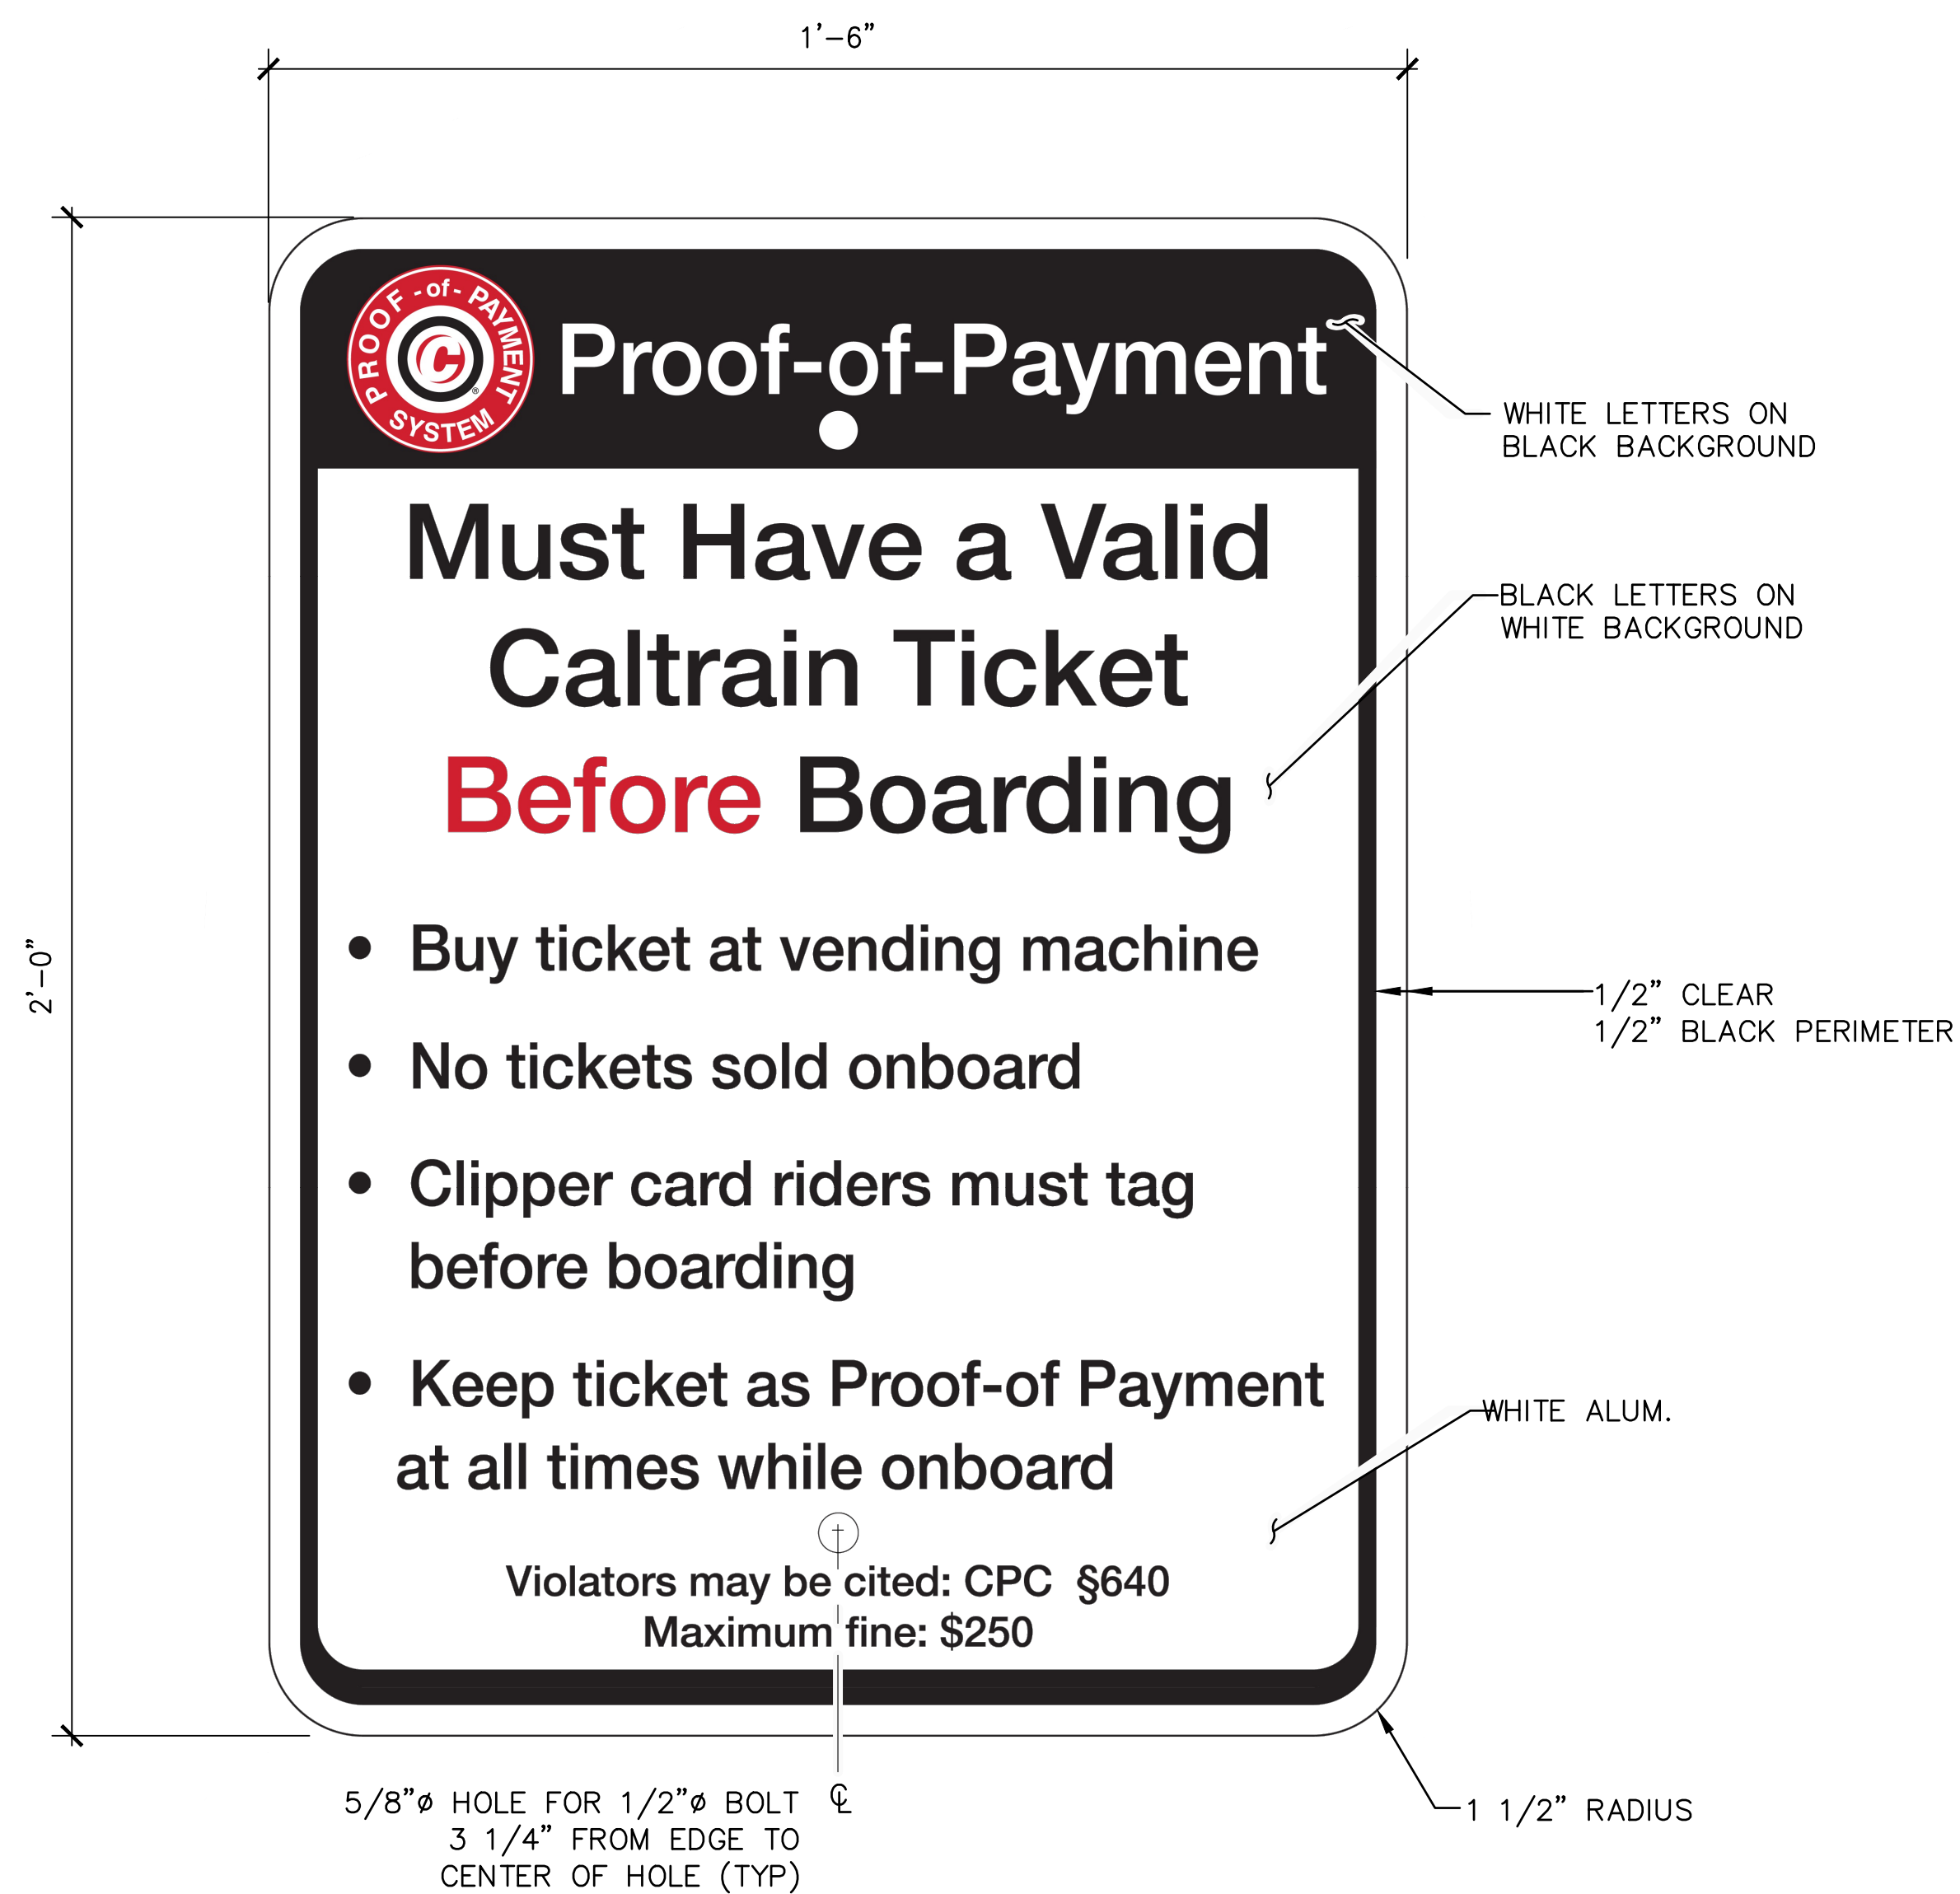 1'-6"
PROOF -of- PAYMENT
SYSTEM
C
®
Proof-of-Payment
WHITE LETTERS ON
BLACK BACKGROUND
Must Have a Valid
Caltrain Ticket
Before Boarding
BLACK LETTERS ON
WHITE BACKGROUND
2'-0"
• Buy ticket at vending machine
• No tickets sold onboard
• Clipper card riders must tag
before boarding
• Keep ticket as Proof-of Payment
at all times while onboard
1/2" CLEAR
1/2" BLACK PERIMETER
WHITE ALUM.
Violators may be cited: CPC §640
Maximum fine: $250
5/8"ø HOLE FOR 1/2"ø BOLT ℄
3 1/4" FROM EDGE TO
CENTER OF HOLE (TYP)
1 1/2" RADIUS